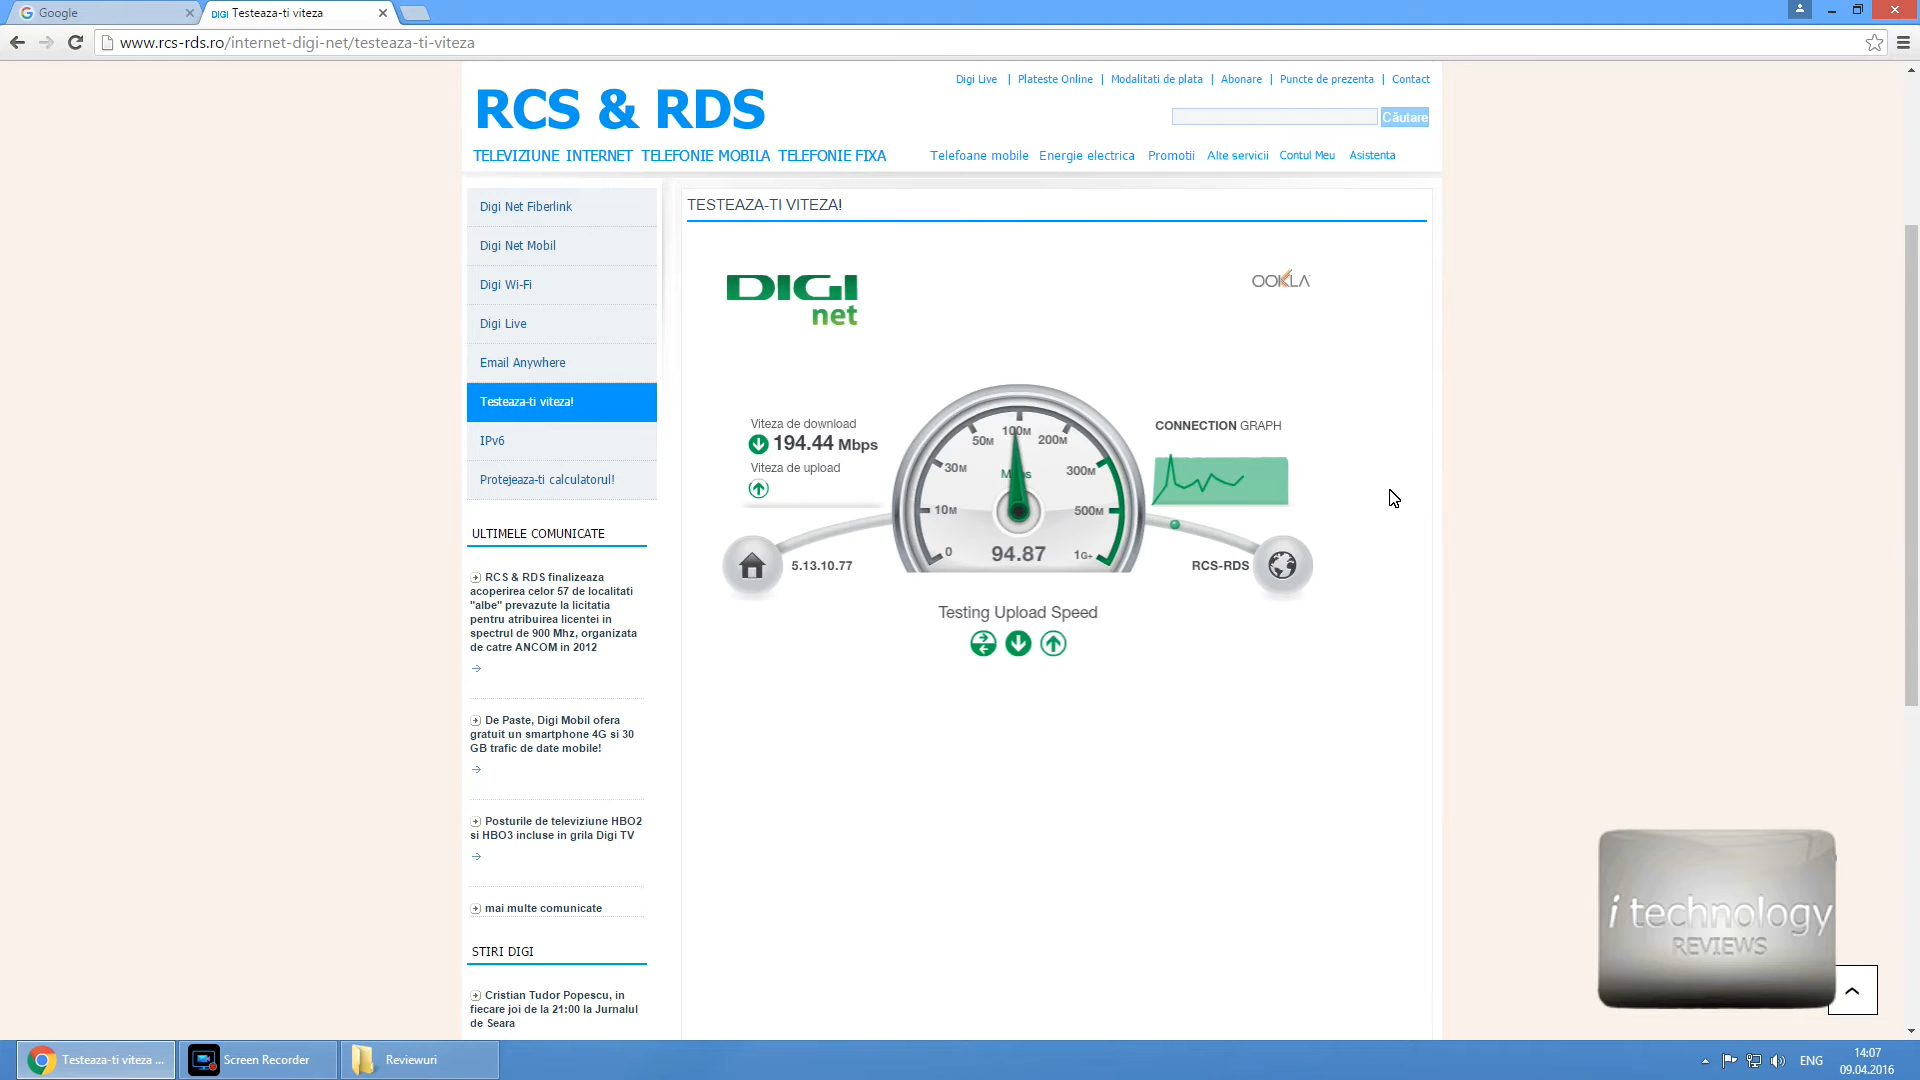 Google
DIGI Testeaza-ti viteza
www.rcs-rds.ro/internet-digi-net/testeaza-ti-viteza
Digi Live | Plateste Online | Modalitati de plata | Abonare | Puncte de prezenta | Contact
RCS & RDS
Căutare
TELEVIZIUNE INTERNET TELEFONIE MOBILA TELEFONIE FIXA
Telefoane mobile Energie electrica Promotii Alte servicii Contul Meu Asistenta
Digi Net Fiberlink
Digi Net Mobil
Digi Wi-Fi
Digi Live
Email Anywhere
Testeaza-ti viteza!
IPv6
Protejeaza-ti calculatorul!
ULTIMELE COMUNICATE
RCS & RDS finalizeaza
acoperirea celor 57 de localitati
"albe" prevazute la licitatia
pentru atribuirea licentei in
spectrul de 900 Mhz, organizata
de catre ANCOM in 2012
De Paste, Digi Mobil ofera
gratuit un smartphone 4G si 30
GB trafic de date mobile!
Posturile de televiziune HBO2
si HBO3 incluse in grila Digi TV
mai multe comunicate
STIRI DIGI
Cristian Tudor Popescu, in
fiecare joi de la 21:00 la Jurnalul
de Seara
TESTEAZA-TI VITEZA!
DIGI
net
OOKLA
Viteza de download
194.44 Mbps
Viteza de upload
0
10M
30M
50M
100M
200M
300M
500M
1G+
94.87
CONNECTION GRAPH
5.13.10.77
RCS-RDS
Testing Upload Speed
i technology
REVIEWS
Testeaza-ti viteza ...
Screen Recorder
Reviewuri
ENG
14:07
09.04.2016